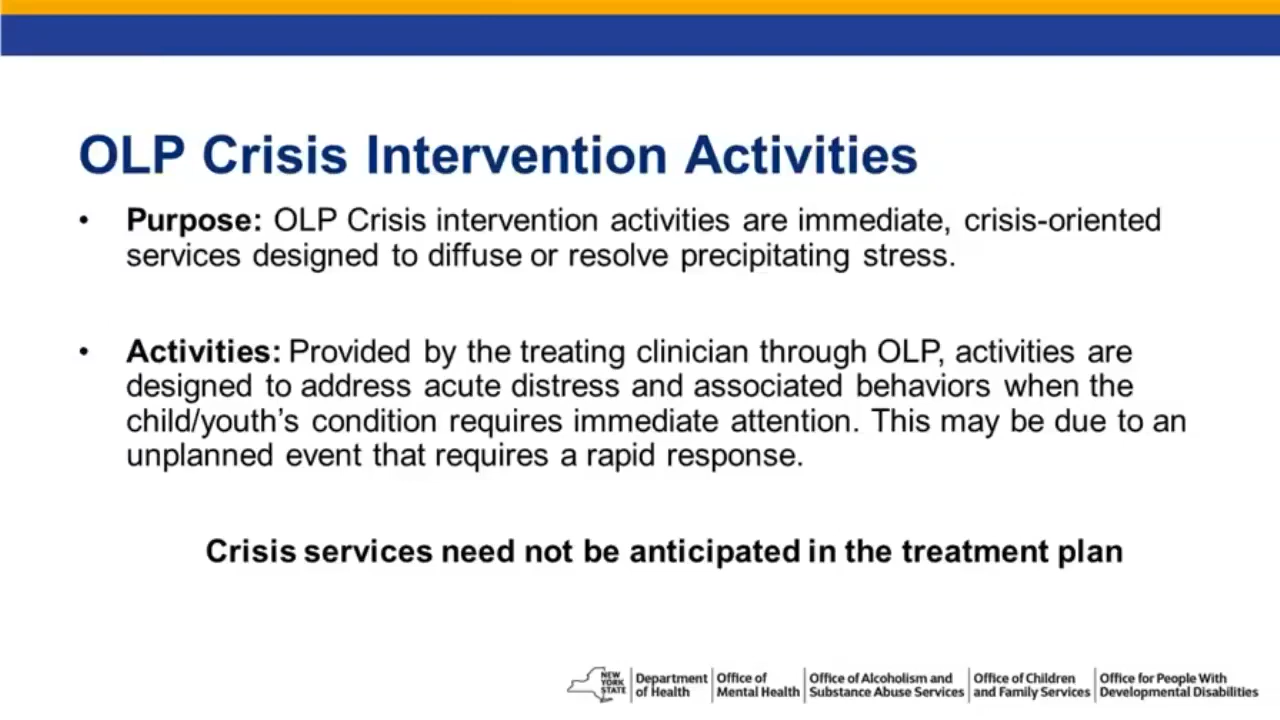 OLP Crisis Intervention Activities
• Purpose: OLP Crisis intervention activities are immediate, crisis-oriented
services designed to diffuse or resolve precipitating stress.
• Activities: Provided by the treating clinician through OLP, activities are
designed to address acute distress and associated behaviors when the
child/youth’s condition requires immediate attention. This may be due to an
unplanned event that requires a rapid response.
Crisis services need not be anticipated in the treatment plan
NEW
YORK
STATE
Department
of Health
Office of
Mental Health
Office of Alcoholism and
Substance Abuse Services
Office of Children
and Family Services
Office for People With
Developmental Disabilities